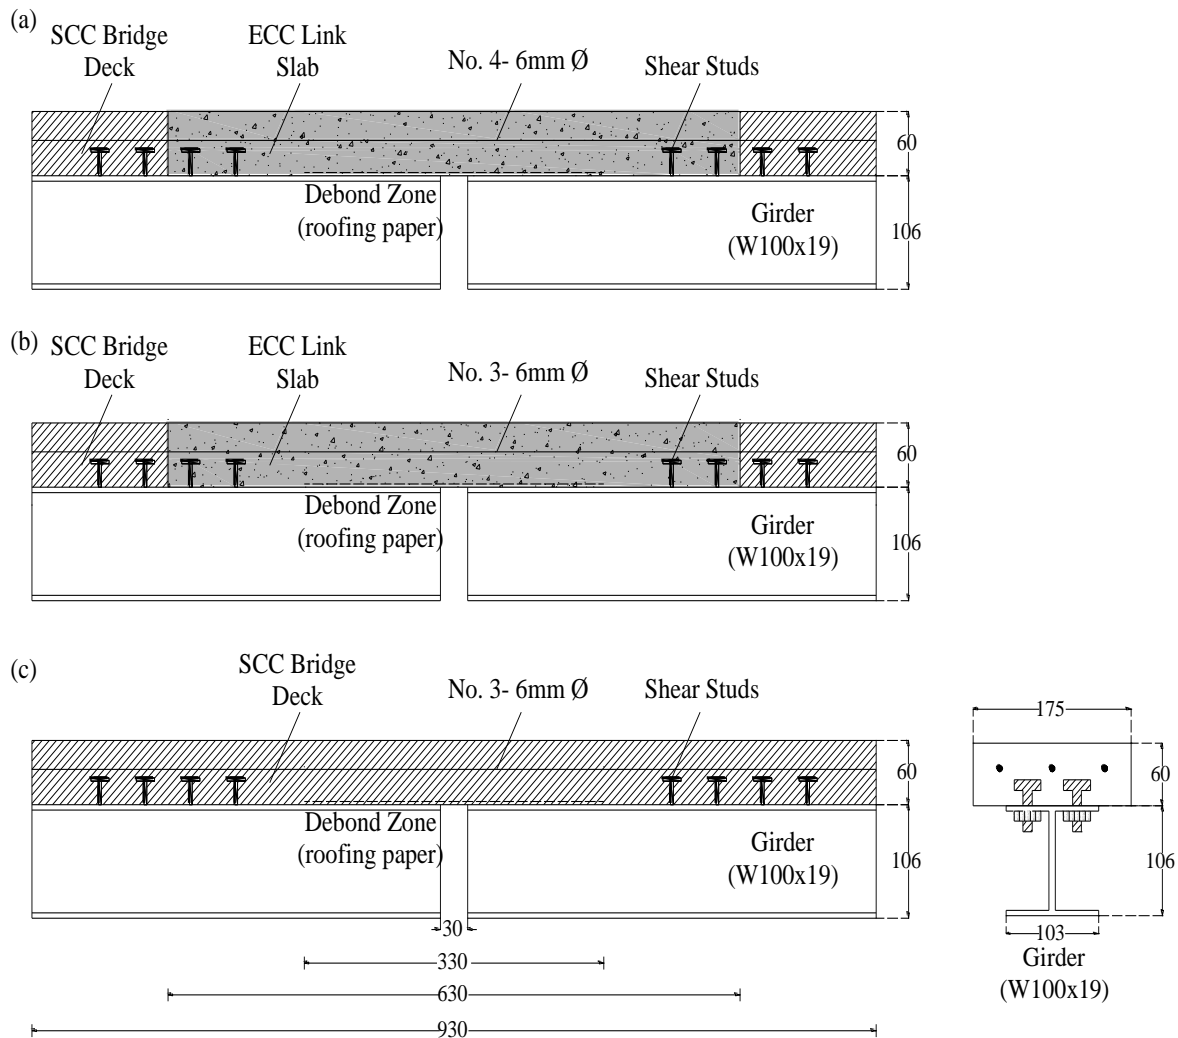 (a)
SCC Bridge
Deck
ECC Link
Slab
No. 4- 6mm Ø
Shear Studs
60
Debond Zone
(roofing paper)
Girder
(W100x19)
106
(b)
SCC Bridge
Deck
ECC Link
Slab
No. 3- 6mm Ø
Shear Studs
60
Debond Zone
(roofing paper)
Girder
(W100x19)
106
(c)
SCC Bridge
Deck
No. 3- 6mm Ø
Shear Studs
60
Debond Zone
(roofing paper)
Girder
(W100x19)
106
30
330
630
930
175
60
106
103
Girder
(W100x19)